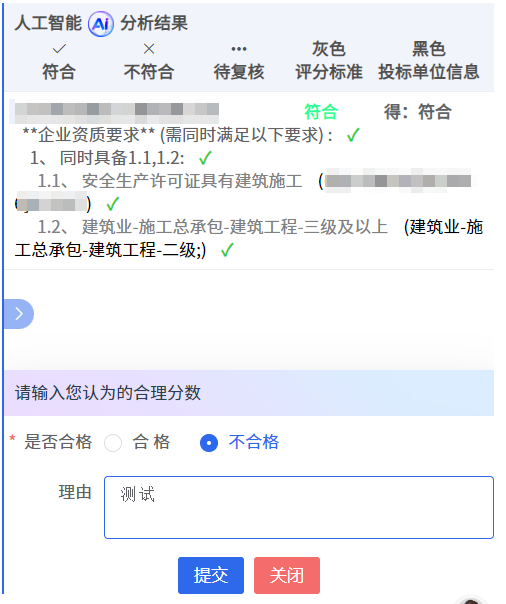 人工智能 Ai 分析结果
✓ × ••• 灰色 黑色
符合 不符合 待复核 评分标准 投标单位信息
符合 得：符合
**企业资质要求** (需同时满足以下要求)： ✓
1、 同时具备1.1,1.2: ✓
1.1、 安全生产许可证具有建筑施工 (
) ✓
1.2、 建筑业-施工总承包-建筑工程-三级及以上 (建筑业-施
工总承包-建筑工程-二级;) ✓
请输入您认为的合理分数
* 是否合格 合 格 不合格
理由 测 试
提交 关闭